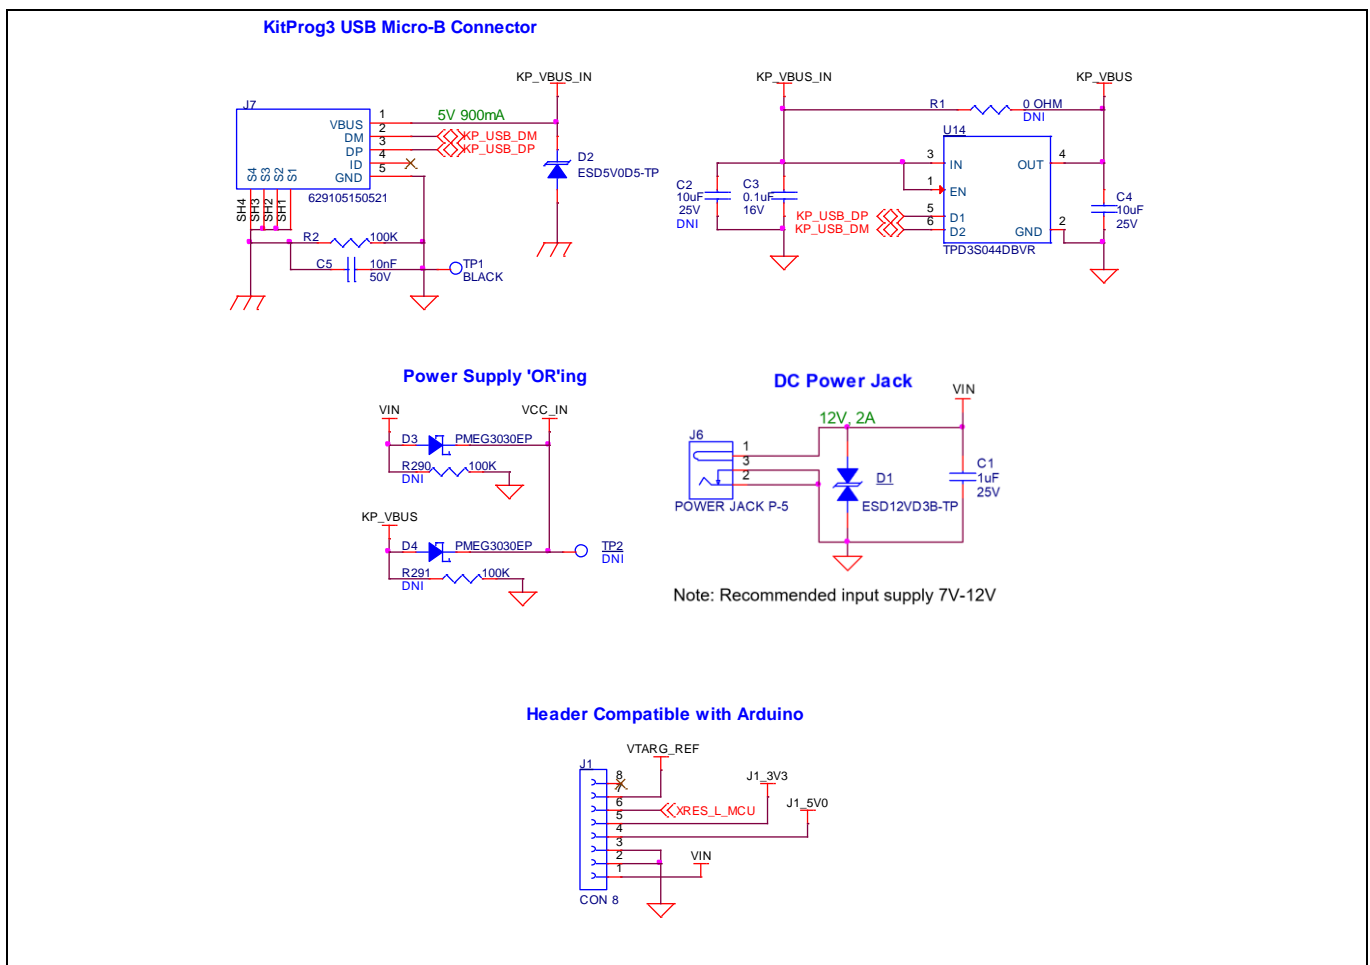 KitProg3 USB Micro-B Connector
KP_VBUS_IN
J7
1
5V 900mA
VBUS
2
DM
KP_USB_DM
3
DP
KP_USB_DP
4
ID
5
GND
S4
S3
S2
S1
629105150521
SH4
SH3
SH2
SH1
D2
ESD5V0D5-TP
R2
100K
C5
10nF
50V
TP1
BLACK
KP_VBUS_IN
KP_VBUS
R1
0 OHM
DNI
U14
3
IN
OUT
4
1
EN
C2
10uF
25V
DNI
C3
0.1uF
16V
KP_USB_DP
5
D1
KP_USB_DM
6
D2
GND
2
TPD3S044DBVR
C4
10uF
25V
Power Supply 'OR'ing
VIN
VCC_IN
D3
PMEG3030EP
R290
100K
DNI
KP_VBUS
D4
PMEG3030EP
R291
100K
DNI
TP2
DNI
DC Power Jack
VIN
12V, 2A
J6
1
3
2
POWER JACK P-5
D1
ESD12VD3B-TP
C1
1uF
25V
Note: Recommended input supply 7V-12V
Header Compatible with Arduino
VTARG_REF
J1
8
7
J1_3V3
6
XRES_L_MCU
5
J1_5V0
4
3
2
VIN
1
CON 8